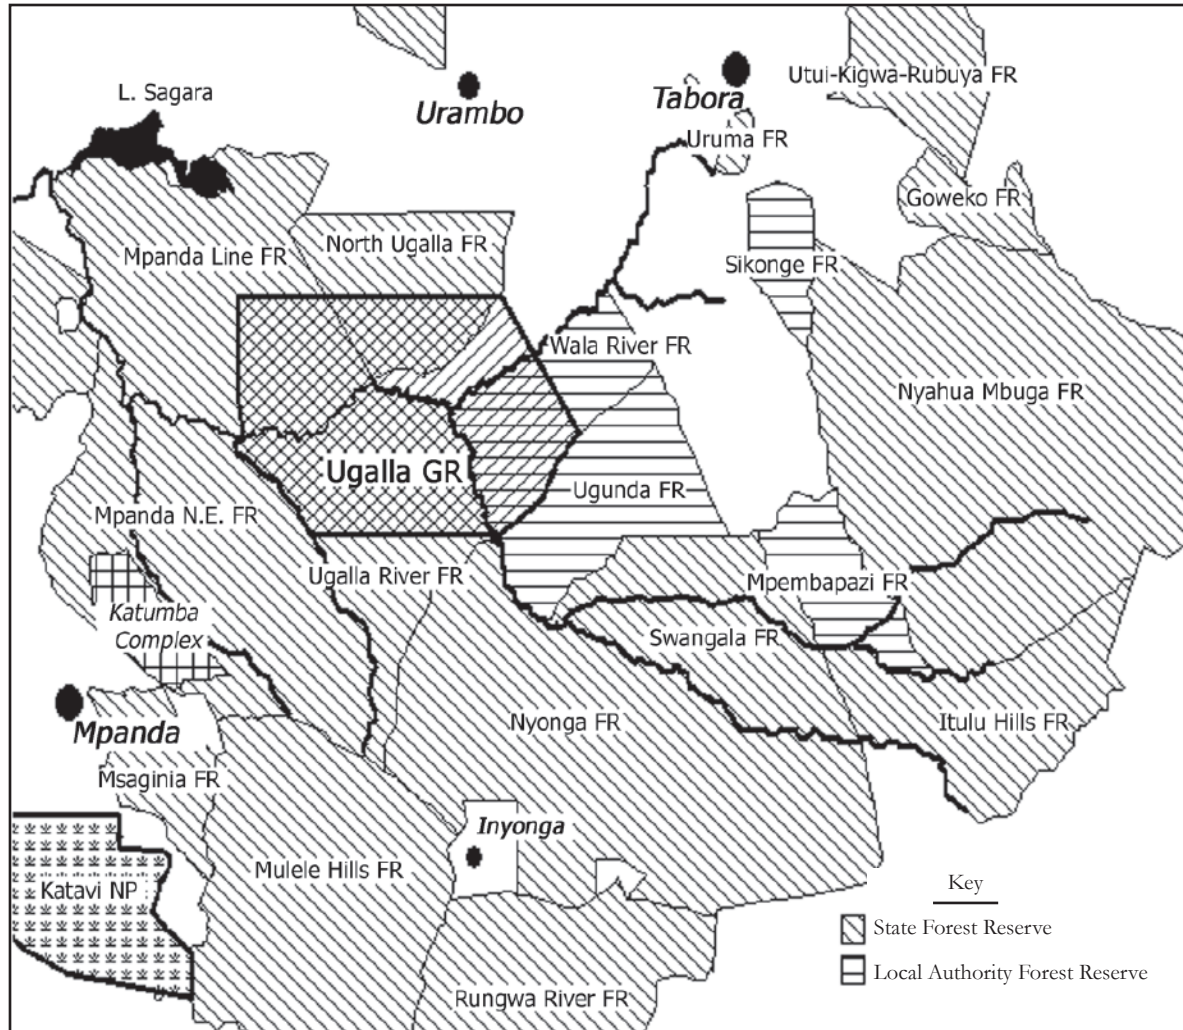 Utui-Kigwa-Rubuya FR
L. Sagara
Urambo
Tabora
Uruma FR
Goweko FR
North Ugalla FR
Mpanda Line FR
Sikonge FR
Wala River FR
Nyahua Mbuga FR
Ugalla GR
Ugunda FR
Mpanda N.E. FR
Ugalla River FR
Mpembapazi FR
Katumba
Complex
Swangala FR
Mpanda
Nyonga FR
Itulu Hills FR
Msaginia FR
Inyonga
Mulele Hills FR
Katavi NP
Key
State Forest Reserve
Local Authority Forest Reserve
Rungwa River FR